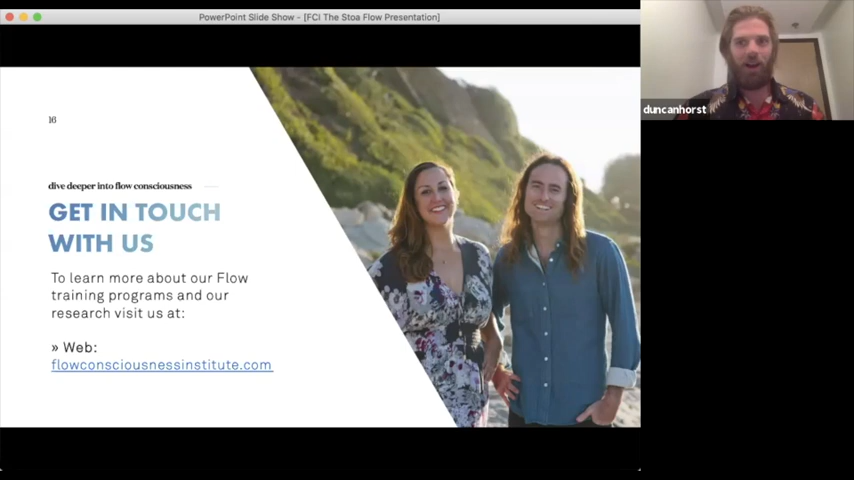 PowerPoint Slide Show - [FCI The Stoa Flow Presentation]
duncanhorst
16
dive deeper into flow consciousness
GET IN TOUCH
WITH US
To learn more about our Flow
training programs and our
research visit us at:
» Web:
flowconsciousnessinstitute.com